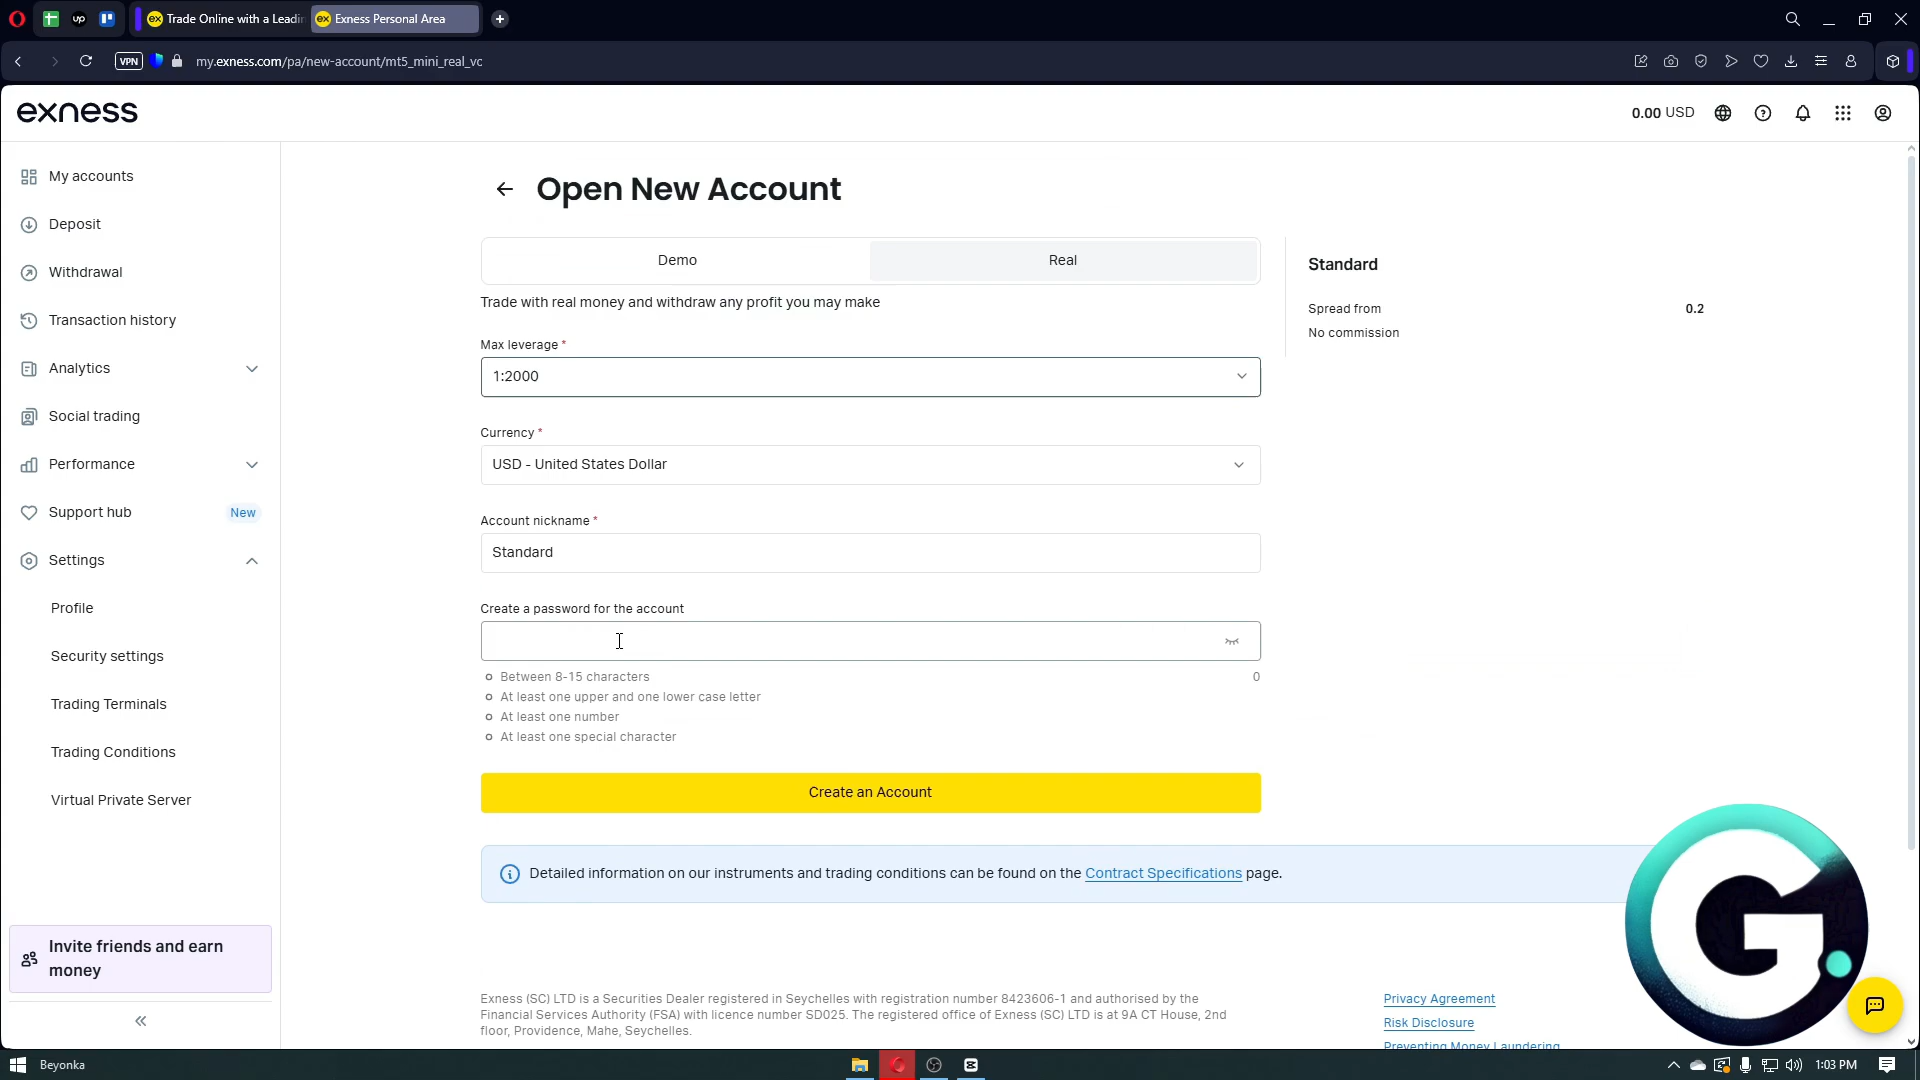 up
Trade Online with a Leadin
Exness Personal Area
VPN
my.exness.com/pa/new-account/mt5_mini_real_vc
exness
0.00 USD
My accounts
Deposit
Withdrawal
Transaction history
Analytics
Social trading
Performance
Support hub
New
Settings
Profile
Security settings
Trading Terminals
Trading Conditions
Virtual Private Server
Invite friends and earn
money
Open New Account
Demo
Real
Trade with real money and withdraw any profit you may make
Max leverage *
1:2000
Currency *
USD - United States Dollar
Account nickname *
Standard
Create a password for the account
Between 8-15 characters
0
At least one upper and one lower case letter
At least one number
At least one special character
Create an Account
Detailed information on our instruments and trading conditions can be found on the Contract Specifications page.
Standard
Spread from
0.2
No commission
Exness (SC) LTD is a Securities Dealer registered in Seychelles with registration number 8423606-1 and authorised by the
Financial Services Authority (FSA) with licence number SD025. The registered office of Exness (SC) LTD is at 9A CT House, 2nd
floor, Providence, Mahe, Seychelles.
Privacy Agreement
Risk Disclosure
Preventing Money Laundering
G
Beyonka
1:03 PM